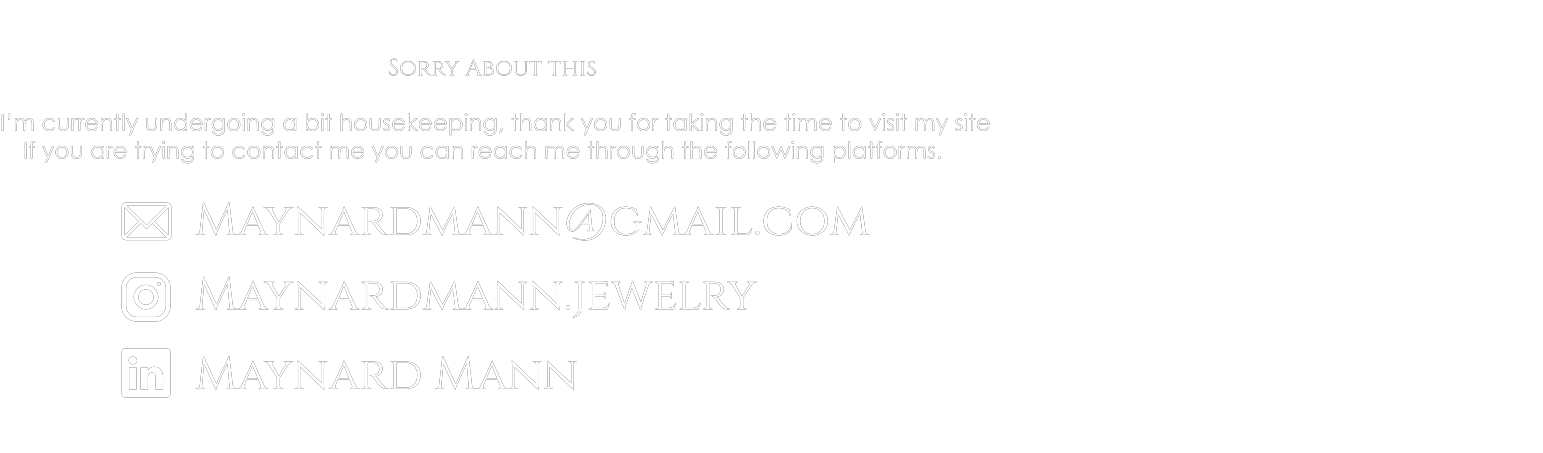 Sorry About this
I'm currently undergoing a bit housekeeping, thank you for taking the time to visit my site
If you are trying to contact me you can reach me through the following platforms.
Maynardmann@gmail.com
Maynardmann.jewelry
in Maynard Mann